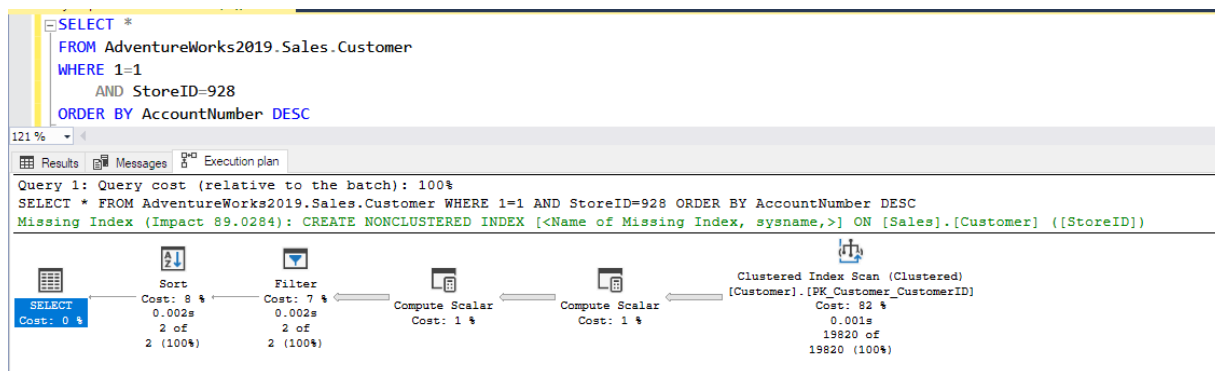 SELECT *
FROM AdventureWorks2019.Sales.Customer
WHERE 1=1
AND StoreID=928
ORDER BY AccountNumber DESC
121 %
Results Messages Execution plan
Query 1: Query cost (relative to the batch): 100%
SELECT * FROM AdventureWorks2019.Sales.Customer WHERE 1=1 AND StoreID=928 ORDER BY AccountNumber DESC
Missing Index (Impact 89.0284): CREATE NONCLUSTERED INDEX [<Name of Missing Index, sysname,>] ON [Sales].[Customer] ([StoreID])
SELECT
Cost: 0 %
Sort
Cost: 8 %
0.002s
2 of
2 (100%)
Filter
Cost: 7 %
0.002s
2 of
2 (100%)
Compute Scalar
Cost: 1 %
Compute Scalar
Cost: 1 %
Clustered Index Scan (Clustered)
[Customer].[PK_Customer_CustomerID]
Cost: 82 %
0.001s
19820 of
19820 (100%)